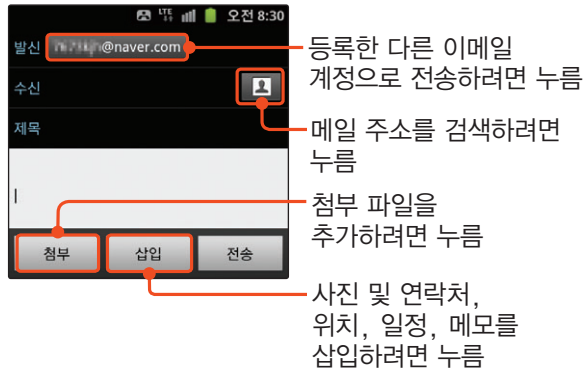 LTE 오전 8:30
발신 @naver.com
등록한 다른 이메일
계정으로 전송하려면 누름
수신
제목
메일 주소를 검색하려면
누름
첨부 파일을
추가하려면 누름
첨부 삽입 전송
사진 및 연락처,
위치, 일정, 메모를
삽입하려면 누름